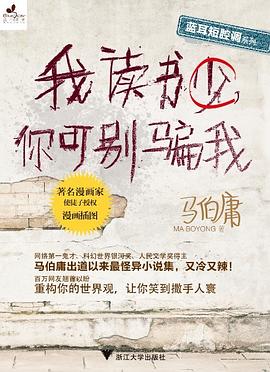 蓝耳短腔调系列
我读书少
你可别骗我
著名漫画家
使徒子授权
漫画插图
马伯庸
MA BOYONG 著
网络第一鬼才、科幻世界银河奖、人民文学奖得主
马伯庸出道以来最怪异小说集，又冷又辣！
百万网友翘首以盼
重构你的世界观，让你笑到撒手人寰
浙江大学出版社